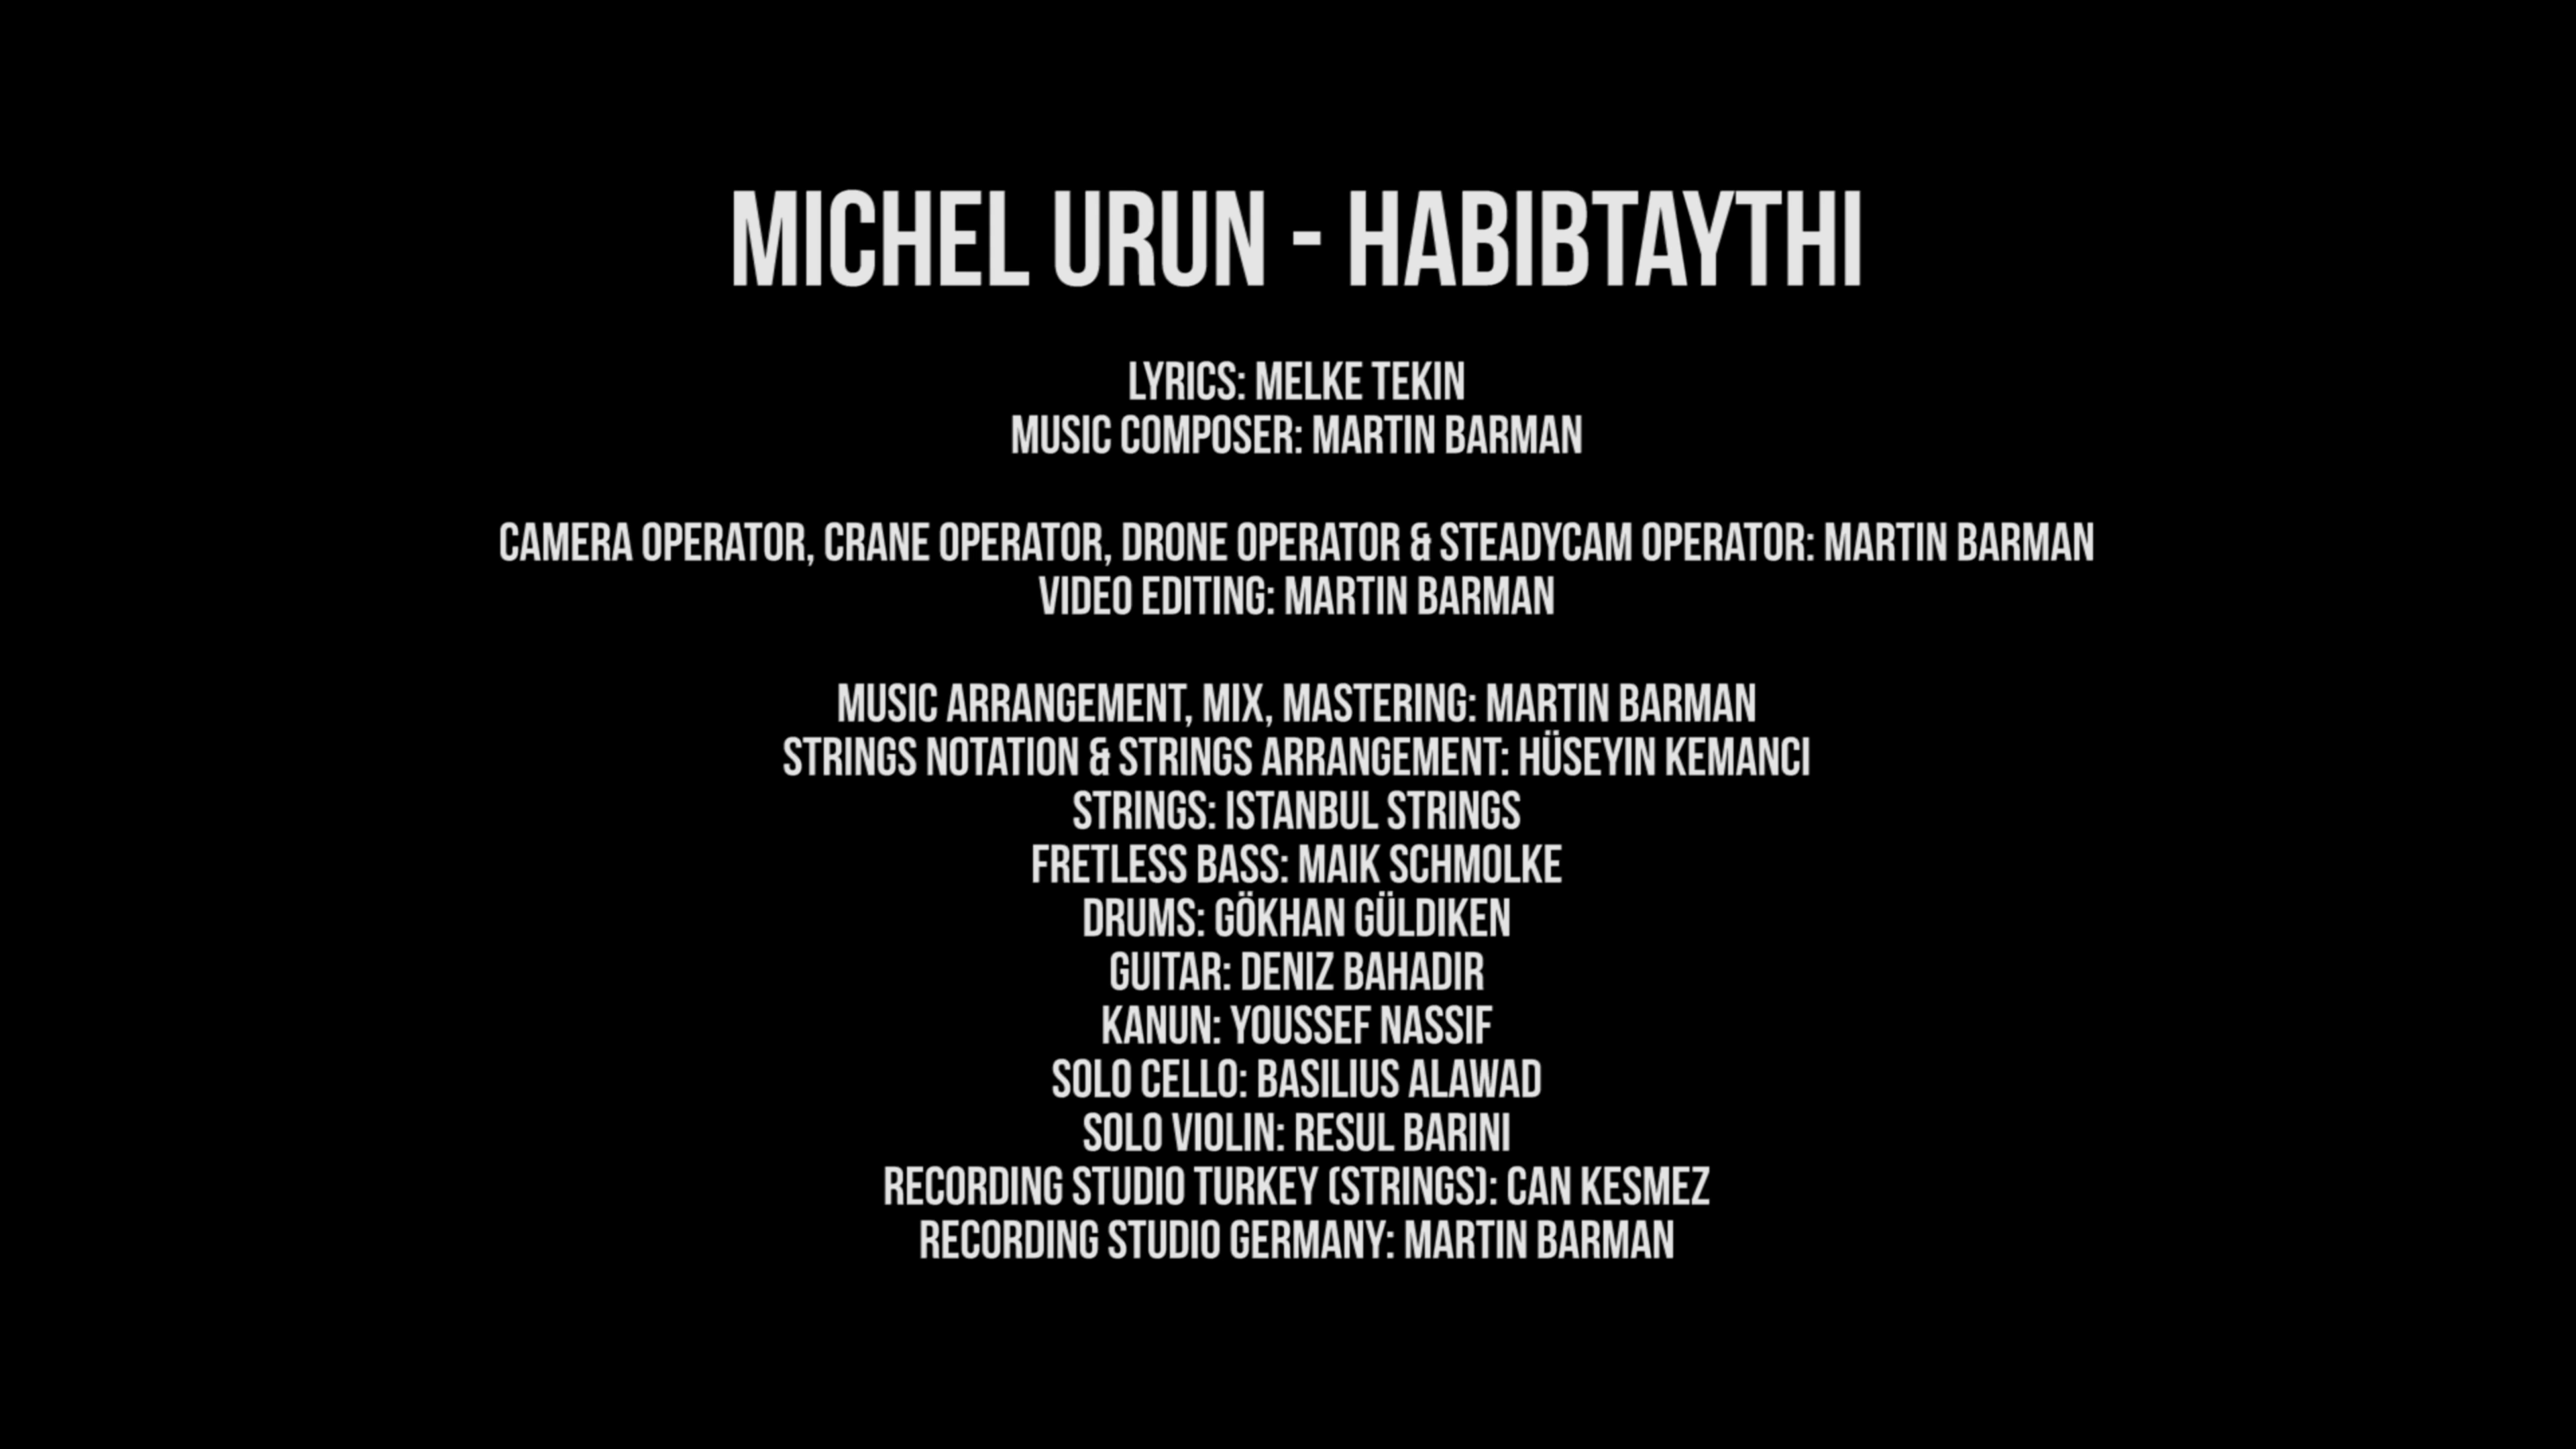 MICHEL URUN - HABIBTAYTHI
LYRICS: MELKE TEKIN
MUSIC COMPOSER: MARTIN BARMAN
CAMERA OPERATOR, CRANE OPERATOR, DRONE OPERATOR & STEADYCAM OPERATOR: MARTIN BARMAN
VIDEO EDITING: MARTIN BARMAN
MUSIC ARRANGEMENT, MIX, MASTERING: MARTIN BARMAN
STRINGS NOTATION & STRINGS ARRANGEMENT: HÜSEYIN KEMANCI
STRINGS: ISTANBUL STRINGS
FRETLESS BASS: MAIK SCHMOLKE
DRUMS: GÖKHAN GÜLDIKEN
GUITAR: DENIZ BAHADIR
KANUN: YOUSSEF NASSIF
SOLO CELLO: BASILIUS ALAWAD
SOLO VIOLIN: RESUL BARINI
RECORDING STUDIO TURKEY (STRINGS): CAN KESMEZ
RECORDING STUDIO GERMANY: MARTIN BARMAN